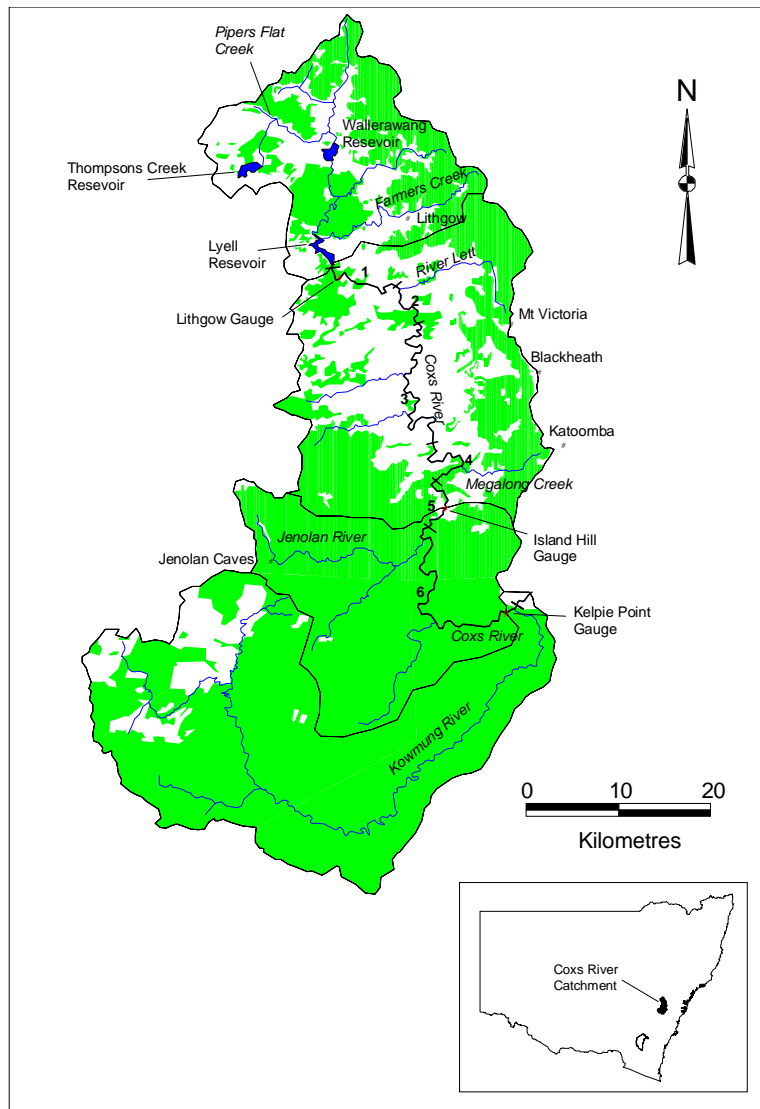 Pipers Flat
Creek
N
Wallerawang
Resevoir
Thompsons Creek
Resevoir
Farmers Creek
Lithgow
Lyell
Resevoir
1
River Lett
Lithgow Gauge
2
Mt Victoria
Blackheath
Coxs River
3
Katoomba
4
Megalong Creek
5
Jenolan River
Island Hill
Gauge
Jenolan Caves
6
Kelpie Point
Gauge
Coxs River
Kowmung River
0 10 20
Kilometres
Coxs River
Catchment